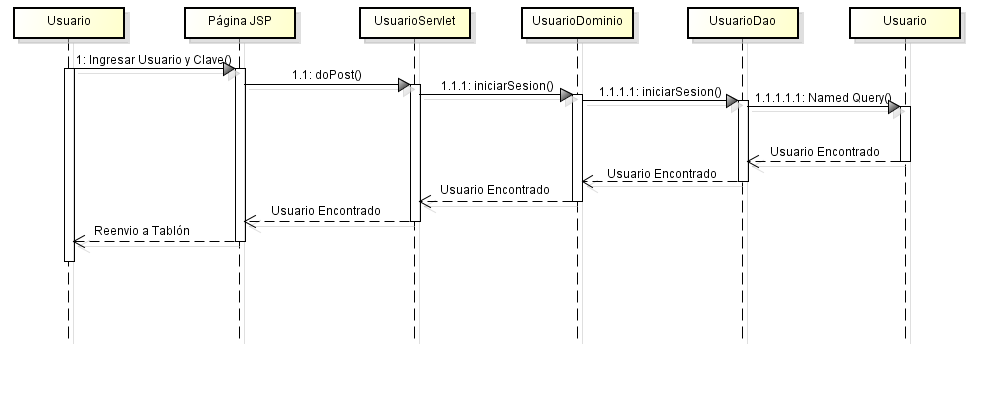 Usuario
Página JSP
UsuarioServlet
UsuarioDominio
UsuarioDao
Usuario
1: Ingresar Usuario y Clave()
1.1: doPost()
1.1.1: iniciarSesion()
1.1.1.1: iniciarSesion()
1.1.1.1.1: Named Query()
Usuario Encontrado
Usuario Encontrado
Usuario Encontrado
Usuario Encontrado
Reenvio a Tablón